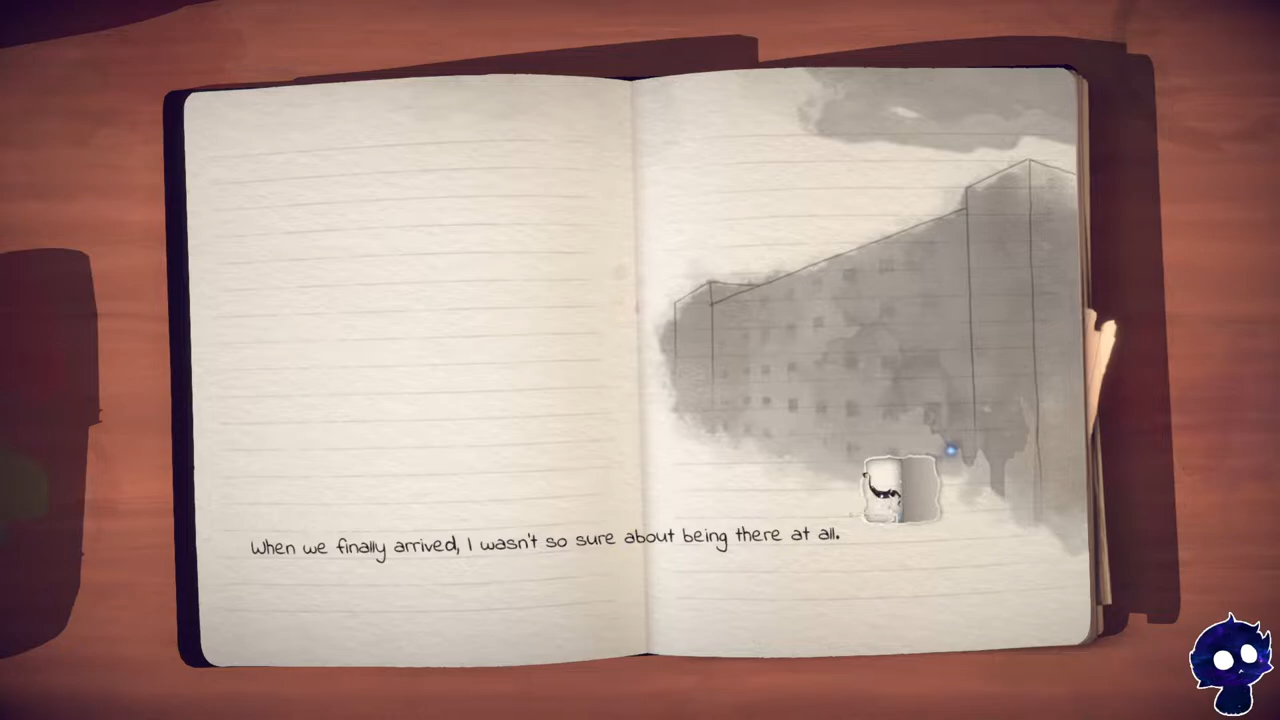 When we finally arrived, I wasn't so sure about being there at all.